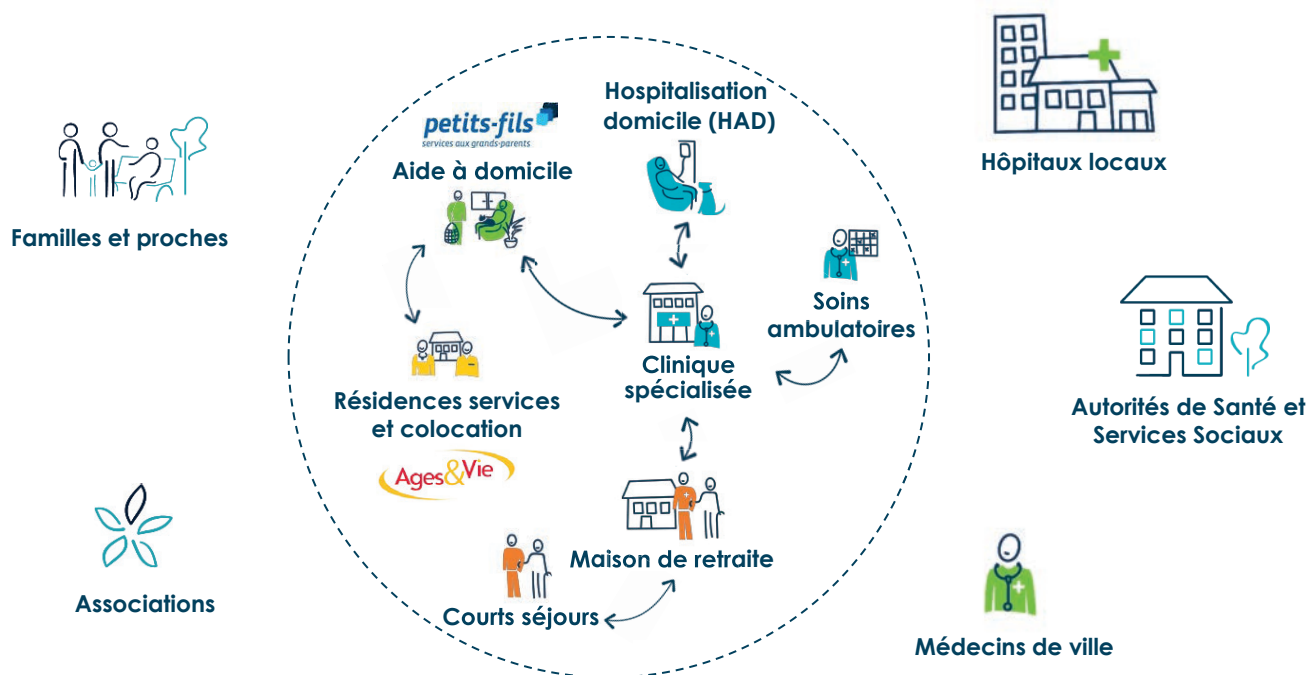 Hospitalisation
domicile (HAD)
petits-fils
services aux grands-parents
Aide à domicile
Hôpitaux locaux
Familles et proches
Soins
ambulatoires
Clinique
spécialisée
Résidences services
et colocation
Ages&Vie
Autorités de Santé et
Services Sociaux
Maison de retraite
Associations
Courts séjours
Médecins de ville